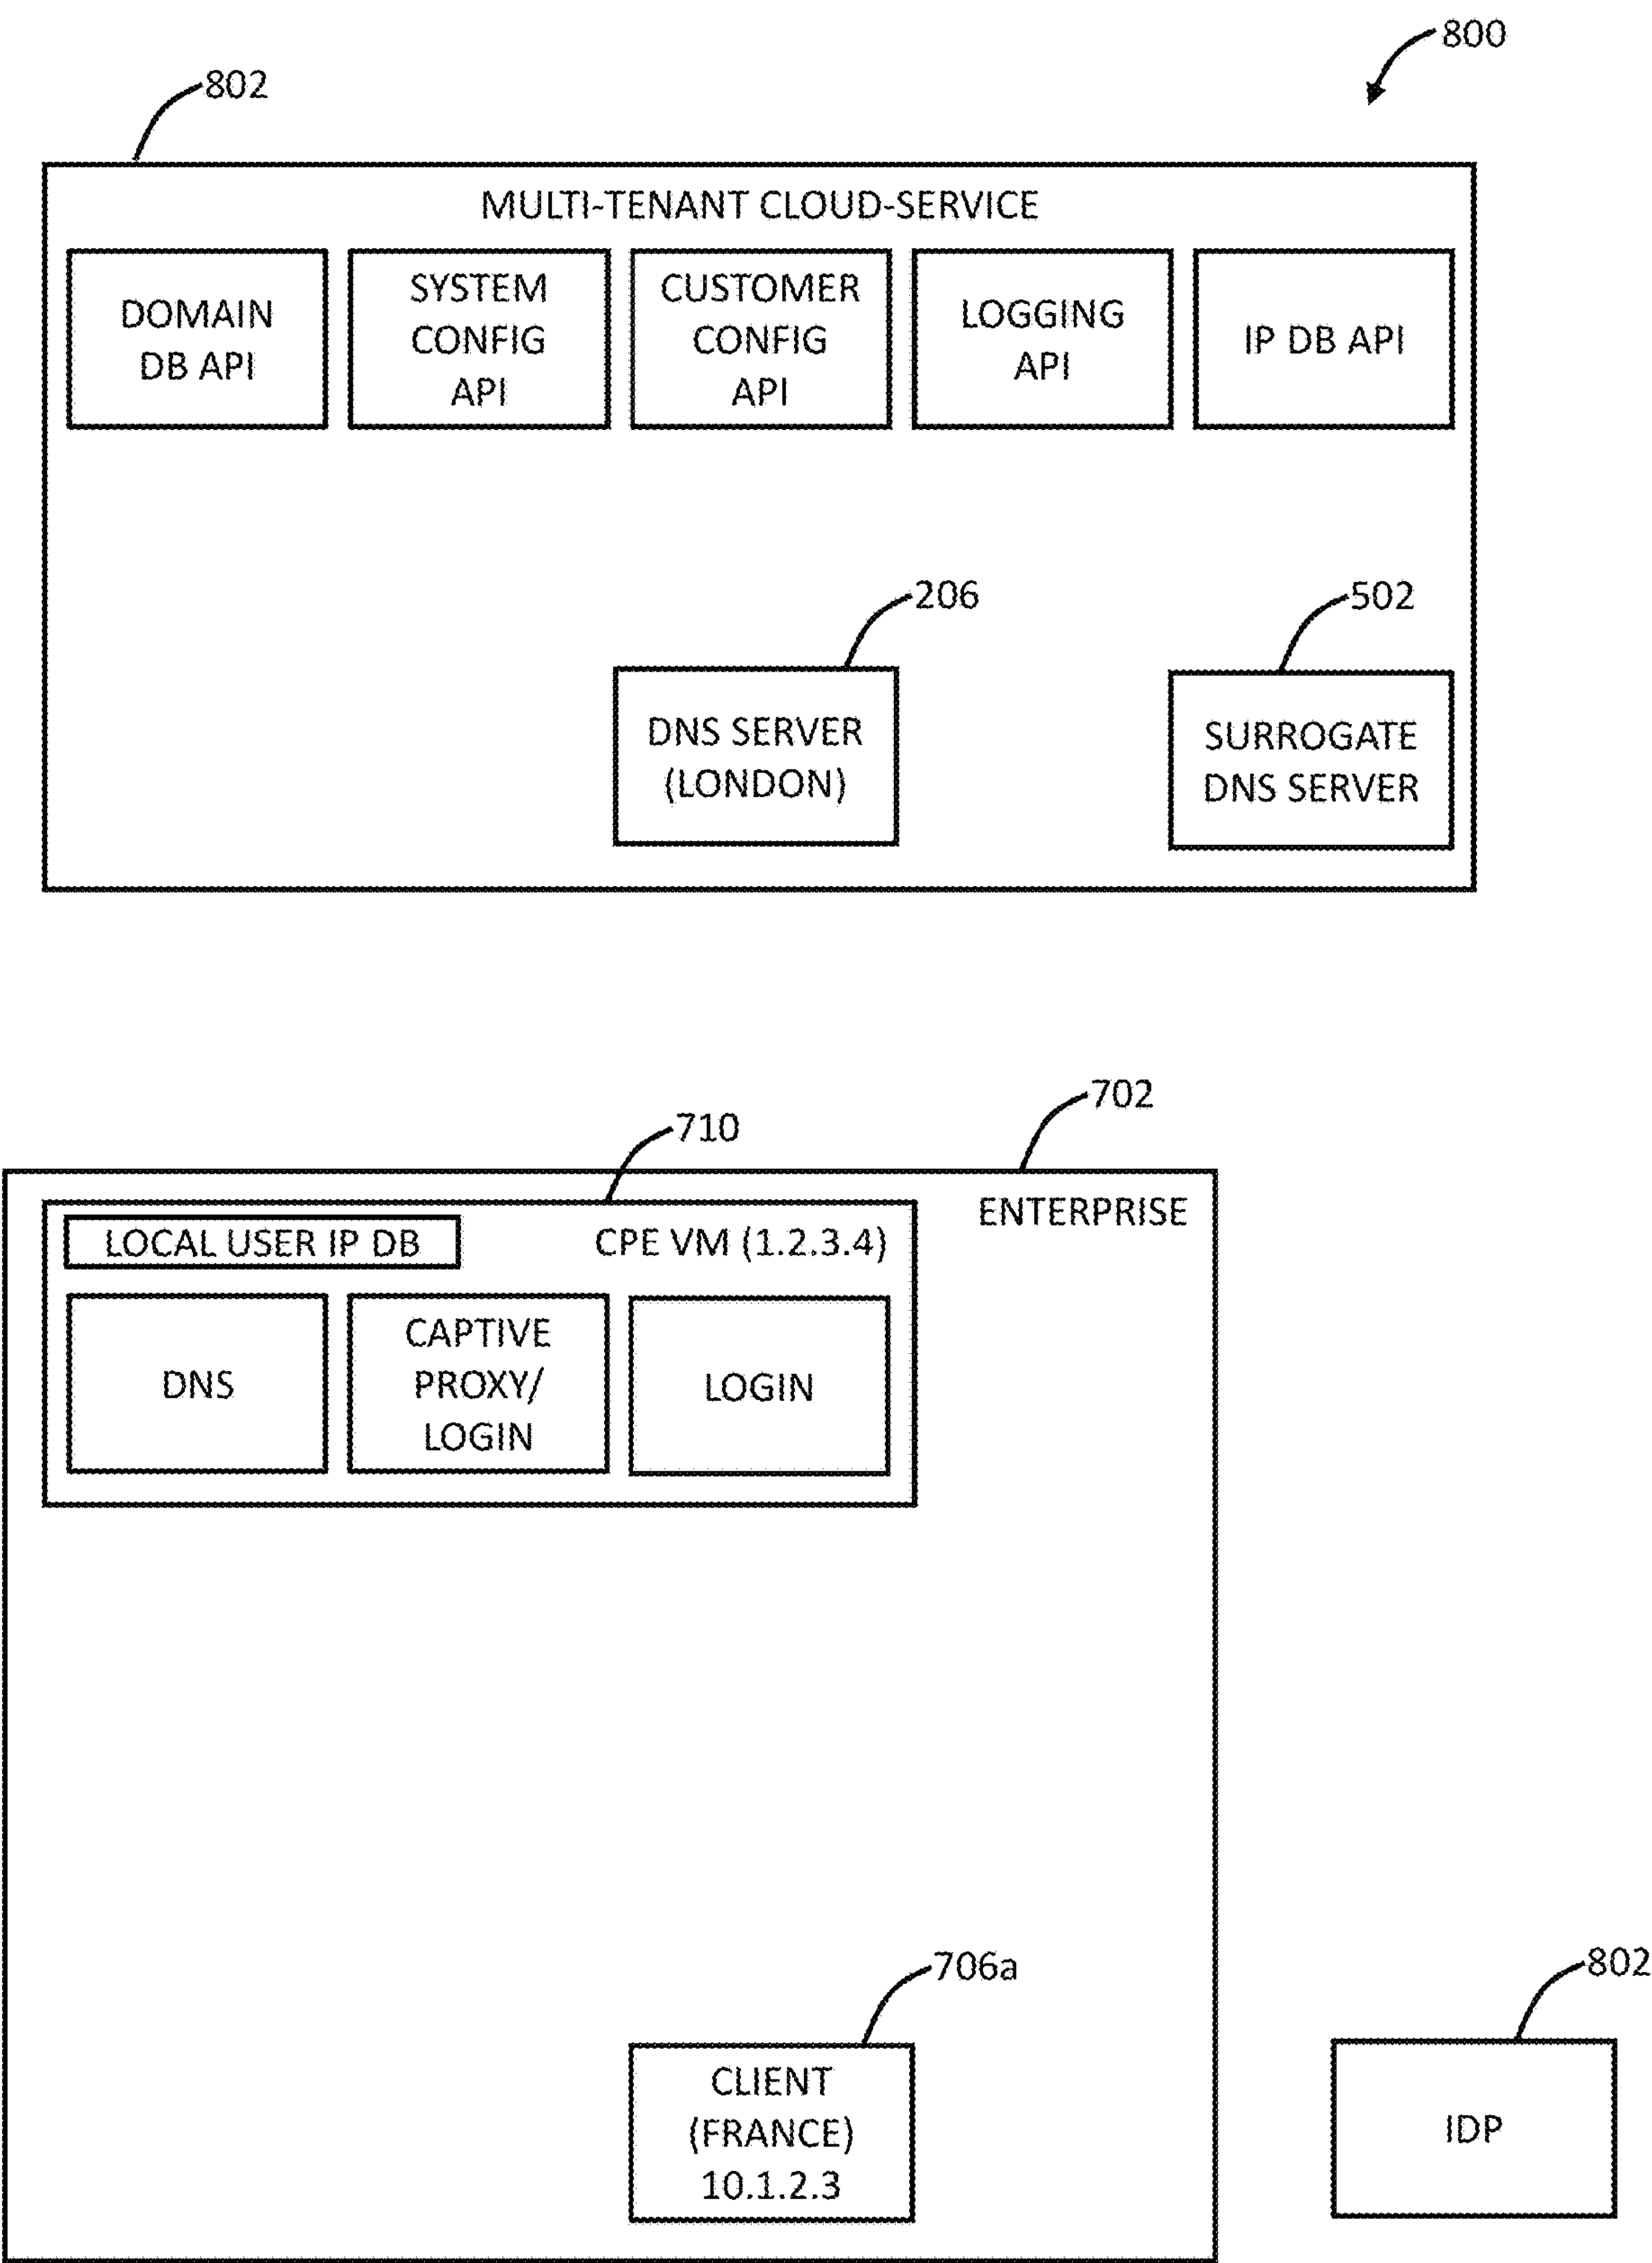 800
802
MULTI-TENANT CLOUD-SERVICE
DOMAIN
DB API
SYSTEM
CONFIG
API
CUSTOMER
CONFIG
API
LOGGING
API
IP DB API
206
502
DNS SERVER
(LONDON)
SURROGATE
DNS SERVER
702
710
ENTERPRISE
LOCAL USER IP DB
CPE VM (1.2.3.4)
DNS
CAPTIVE
PROXY/
LOGIN
LOGIN
706a
802
CLIENT
(FRANCE)
10.1.2.3
IDP